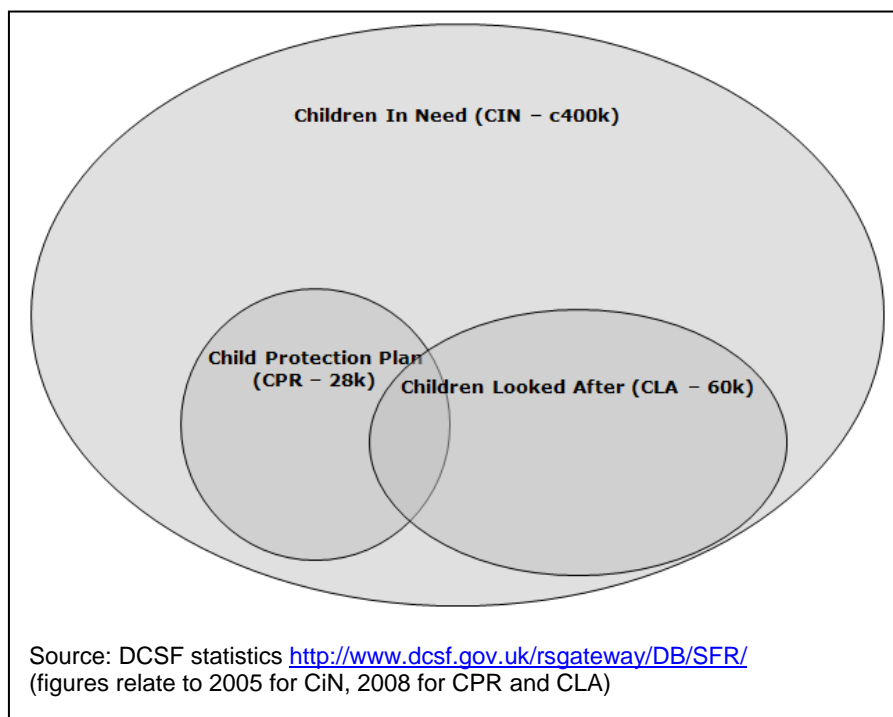 Children In Need (CIN – c400k)
Child Protection Plan
(CPR – 28k)
Children Looked After (CLA – 60k)
Source: DCSF statistics http://www.dcsf.gov.uk/rsgateway/DB/SFR/
(figures relate to 2005 for CiN, 2008 for CPR and CLA)